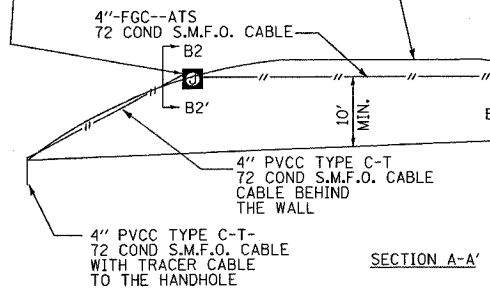 4"-FGC--ATS
72 COND S.M.F.O. CABLE
B2
J
B2'
10'
MIN.
4" PVCC TYPE C-T
72 COND S.M.F.O. CABLE
CABLE BEHIND
THE WALL
4" PVCC TYPE C-T-
72 COND S.M.F.O. CABLE
WITH TRACER CABLE
TO THE HANDHOLE
SECTION A-A'